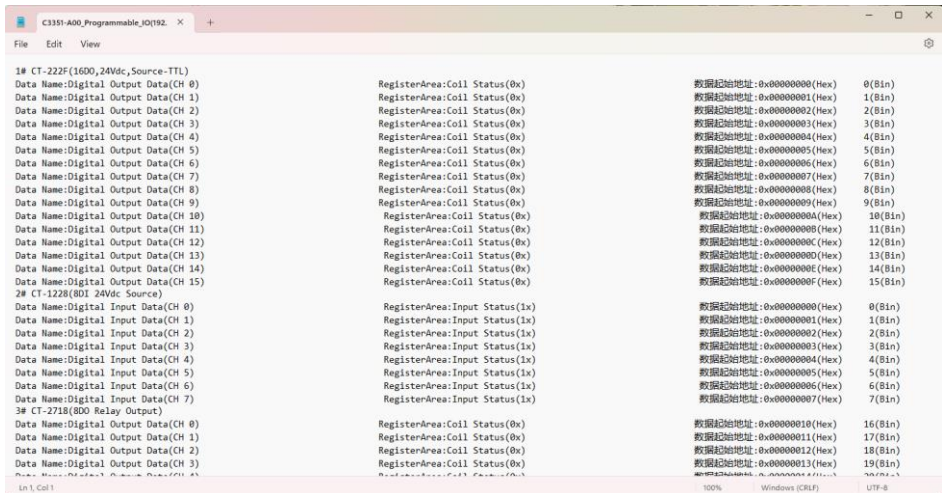 C3351-A00_Programmable_IO(192.
File Edit View
1# CT-222F(16DO,24Vdc,Source-TTL)
Data Name:Digital Output Data(CH 0) RegisterArea:Coil Status(0x) 数据起始地址:0x00000000(Hex) 0(Bin)
Data Name:Digital Output Data(CH 1) RegisterArea:Coil Status(0x) 数据起始地址:0x00000001(Hex) 1(Bin)
Data Name:Digital Output Data(CH 2) RegisterArea:Coil Status(0x) 数据起始地址:0x00000002(Hex) 2(Bin)
Data Name:Digital Output Data(CH 3) RegisterArea:Coil Status(0x) 数据起始地址:0x00000003(Hex) 3(Bin)
Data Name:Digital Output Data(CH 4) RegisterArea:Coil Status(0x) 数据起始地址:0x00000004(Hex) 4(Bin)
Data Name:Digital Output Data(CH 5) RegisterArea:Coil Status(0x) 数据起始地址:0x00000005(Hex) 5(Bin)
Data Name:Digital Output Data(CH 6) RegisterArea:Coil Status(0x) 数据起始地址:0x00000006(Hex) 6(Bin)
Data Name:Digital Output Data(CH 7) RegisterArea:Coil Status(0x) 数据起始地址:0x00000007(Hex) 7(Bin)
Data Name:Digital Output Data(CH 8) RegisterArea:Coil Status(0x) 数据起始地址:0x00000008(Hex) 8(Bin)
Data Name:Digital Output Data(CH 9) RegisterArea:Coil Status(0x) 数据起始地址:0x00000009(Hex) 9(Bin)
Data Name:Digital Output Data(CH 10) RegisterArea:Coil Status(0x) 数据起始地址:0x0000000A(Hex) 10(Bin)
Data Name:Digital Output Data(CH 11) RegisterArea:Coil Status(0x) 数据起始地址:0x0000000B(Hex) 11(Bin)
Data Name:Digital Output Data(CH 12) RegisterArea:Coil Status(0x) 数据起始地址:0x0000000C(Hex) 12(Bin)
Data Name:Digital Output Data(CH 13) RegisterArea:Coil Status(0x) 数据起始地址:0x0000000D(Hex) 13(Bin)
Data Name:Digital Output Data(CH 14) RegisterArea:Coil Status(0x) 数据起始地址:0x0000000E(Hex) 14(Bin)
Data Name:Digital Output Data(CH 15) RegisterArea:Coil Status(0x) 数据起始地址:0x0000000F(Hex) 15(Bin)
2# CT-1228(8DI 24Vdc Source)
Data Name:Digital Input Data(CH 0) RegisterArea:Input Status(1x) 数据起始地址:0x00000000(Hex) 0(Bin)
Data Name:Digital Input Data(CH 1) RegisterArea:Input Status(1x) 数据起始地址:0x00000001(Hex) 1(Bin)
Data Name:Digital Input Data(CH 2) RegisterArea:Input Status(1x) 数据起始地址:0x00000002(Hex) 2(Bin)
Data Name:Digital Input Data(CH 3) RegisterArea:Input Status(1x) 数据起始地址:0x00000003(Hex) 3(Bin)
Data Name:Digital Input Data(CH 4) RegisterArea:Input Status(1x) 数据起始地址:0x00000004(Hex) 4(Bin)
Data Name:Digital Input Data(CH 5) RegisterArea:Input Status(1x) 数据起始地址:0x00000005(Hex) 5(Bin)
Data Name:Digital Input Data(CH 6) RegisterArea:Input Status(1x) 数据起始地址:0x00000006(Hex) 6(Bin)
Data Name:Digital Input Data(CH 7) RegisterArea:Input Status(1x) 数据起始地址:0x00000007(Hex) 7(Bin)
3# CT-2718(8DO Relay Output)
Data Name:Digital Output Data(CH 0) RegisterArea:Coil Status(0x) 数据起始地址:0x00000010(Hex) 16(Bin)
Data Name:Digital Output Data(CH 1) RegisterArea:Coil Status(0x) 数据起始地址:0x00000011(Hex) 17(Bin)
Data Name:Digital Output Data(CH 2) RegisterArea:Coil Status(0x) 数据起始地址:0x00000012(Hex) 18(Bin)
Data Name:Digital Output Data(CH 3) RegisterArea:Coil Status(0x) 数据起始地址:0x00000013(Hex) 19(Bin)
Ln 1, Col 1 100% Windows (CRLF) UTF-8